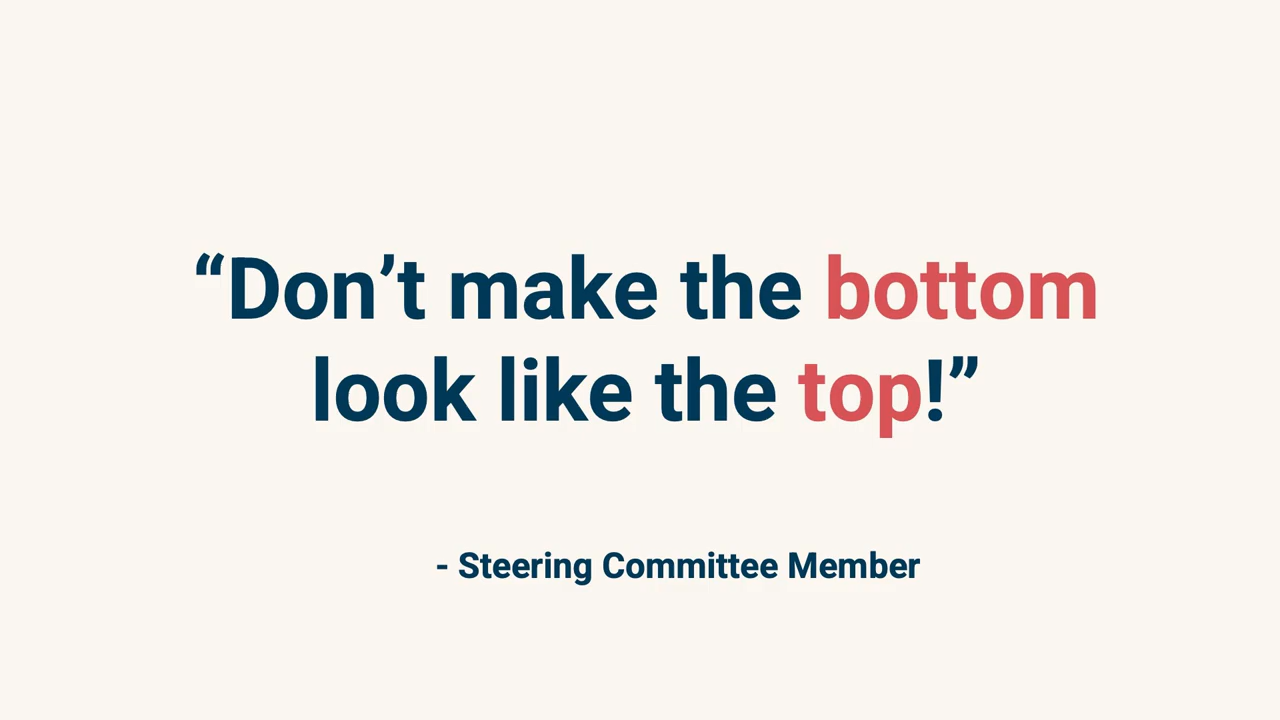 “Don’t make the bottom
look like the top!”
- Steering Committee Member